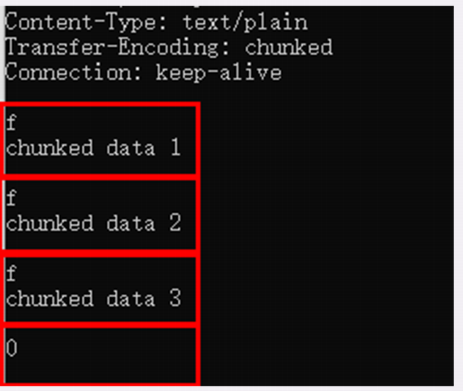 Content-Type: text/plain
Transfer-Encoding: chunked
Connection: keep-alive
f
chunked data 1
f
chunked data 2
f
chunked data 3
0